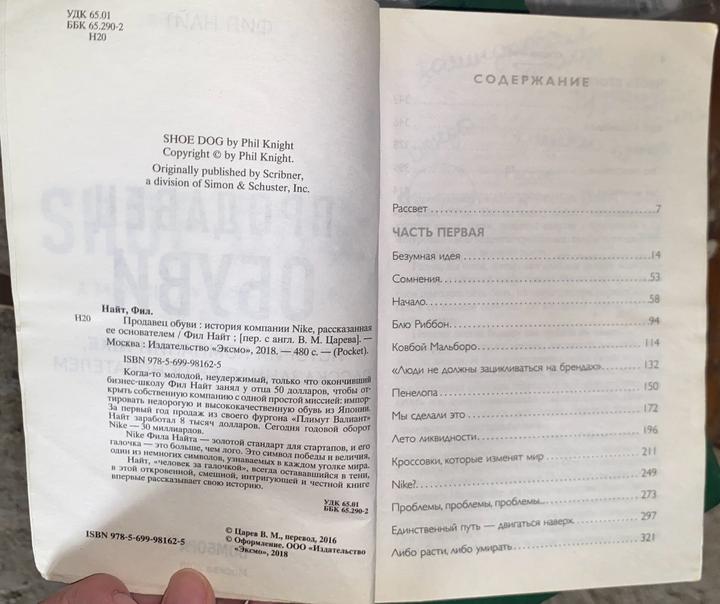 УДК 65.01
ББК 65.290-2
Н20
SHOE DOG by Phil Knight
Copyright © by Phil Knight.
Originally published by Scribner,
a division of Simon & Schuster, Inc.
Найт, Фил.
Н20
Продавец обуви : история компании Nike, рассказанная
ее основателем / Фил Найт ; [пер. с англ. В. М. Царева]. —
Москва : Издательство «Эксмо», 2018. — 480 с. — (Pocket).
ISBN 978-5-699-98162-5
Когда-то молодой, неудержимый, только что окончивший
бизнес-школу Фил Найт занял у отца 50 долларов, чтобы от-
крыть собственную компанию с одной простой миссией: импор-
тировать недорогую и высококачественную обувь из Японии.
За первый год продаж из своего фургона «Плимут Валиант»
Найт заработал 8 тысяч долларов. Сегодня годовой оборот
Nike — 30 миллиардов.
Nike Фила Найта — золотой стандарт для стартапов, и его
галочка — это больше, чем лого. Это символ победы и величия,
один из немногих символов, узнаваемых в каждом уголке мира.
Найт, «человек за галочкой», всегда остававшийся в тени,
в этой откровенной, смешной, интригующей и честной книге
впервые рассказывает свою историю.
УДК 65.01
ББК 65.290-2
© Царев В. М., перевод, 2016
© Оформление. ООО «Издательство
«Эксмо», 2018
ISBN 978-5-699-98162-5
СОДЕРЖАНИЕ
Рассвет 7
ЧАСТЬ ПЕРВАЯ
Безумная идея 14
Сомнения. 53
Начало. 58
Блю Риббон. 94
Ковбой Мальборо 114
«Люди не должны зацикливаться на брендах» 132
Пенелопа 150
Мы сделали это 172
Лето ликвидности. 196
Кроссовки, которые изменят мир 211
Nike?. 249
Проблемы, проблемы, проблемы... 273
Единственный путь — двигаться наверх. 297
Либо расти, либо умирать 321